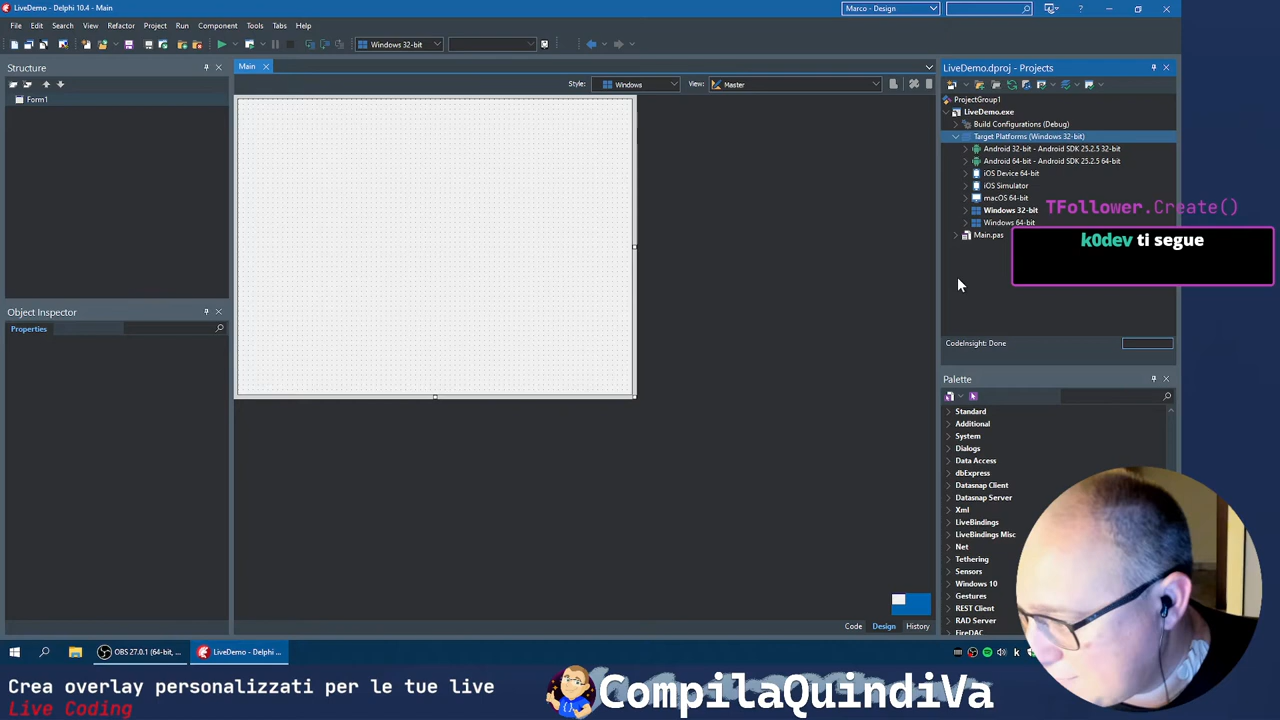 LiveDemo - Delphi 10.4 - Main
Marco - Design
File Edit Search View Refactor Project Run Component Tools Tabs Help
Windows 32-bit
Structure
Form1
Object Inspector
Properties
Main
Style: Windows View: Master
LiveDemo.dproj - Projects
ProjectGroup1
LiveDemo.exe
Build Configurations (Debug)
Target Platforms (Windows 32-bit)
Android 32-bit - Android SDK 25.2.5 32-bit
Android 64-bit - Android SDK 25.2.5 64-bit
iOS Device 64-bit
iOS Simulator
macOS 64-bit
Windows 32-bit
Windows 64-bit
Main.pas
TFollower.Create()
k0dev ti segue
CodeInsight: Done
Palette
Standard
Additional
System
Dialogs
Data Access
dbExpress
Datasnap Client
Datasnap Server
Xml
LiveBindings
LiveBindings Misc
Net
Tethering
Sensors
Windows 10
Gestures
REST Client
RAD Server
FireDAC
Code Design History
OBS 27.0.1 (64-bit, ...
LiveDemo - Delphi ...
Crea overlay personalizzati per le tue live
Live Coding
CompilaQuindiVa